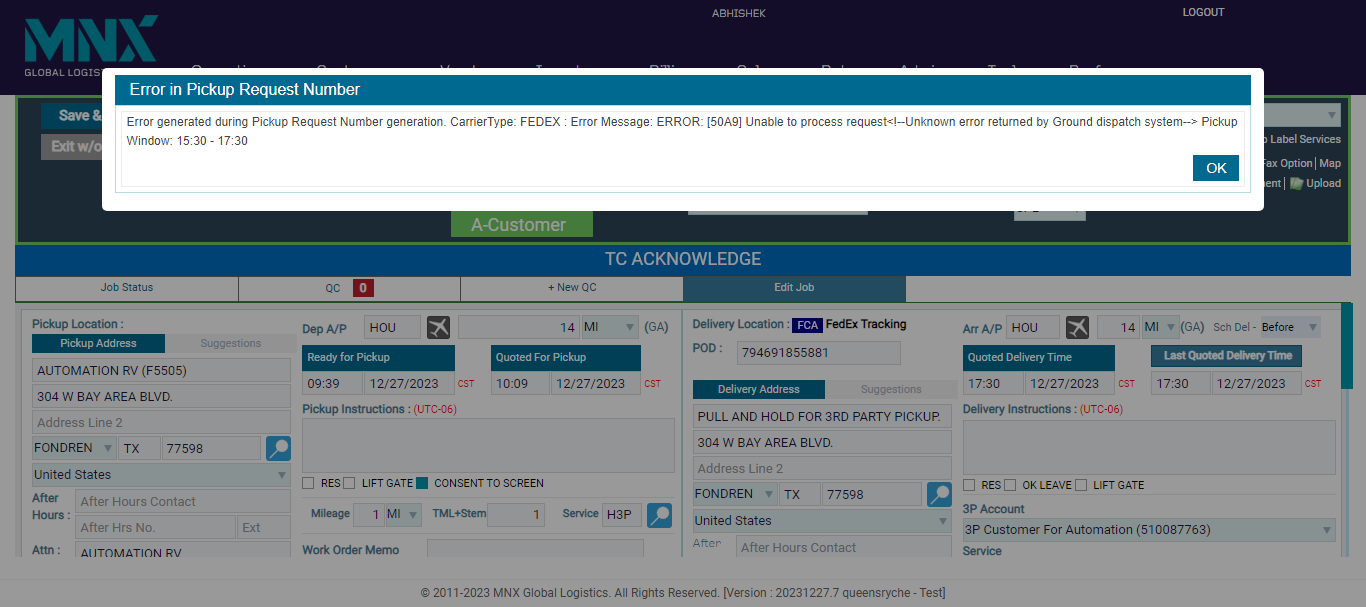 ABHISHEK
LOGOUT
MNX
GLOBAL LOGIS
Error in Pickup Request Number
Error generated during Pickup Request Number generation. CarrierType: FEDEX : Error Message: ERROR: [50A9] Unable to process request<!--Unknown error returned by Ground dispatch system--> Pickup
Window: 15:30 - 17:30
OK
Save &
Exit w/o
Label Services
Fax Option | Map
Upload
A-Customer
TC ACKNOWLEDGE
Job Status
QC 0
+ New QC
Edit Job
Pickup Location :
Pickup Address
Suggestions
AUTOMATION RV (F5505)
304 W BAY AREA BLVD.
Address Line 2
FONDREN TX 77598
United States
After Hours :
After Hours Contact
After Hrs No. Ext
Attn : AUTOMATION RV
Dep A/P HOU 14 MI (GA)
Ready for Pickup
Quoted For Pickup
09:39 12/27/2023 CST
10:09 12/27/2023 CST
Pickup Instructions : (UTC-06)
RES LIFT GATE CONSENT TO SCREEN
Mileage 1 MI TML+Stem 1 Service H3P
Work Order Memo
Delivery Location : FCA FedEx Tracking
POD : 794691855881
Delivery Address
Suggestions
PULL AND HOLD FOR 3RD PARTY PICKUP.
304 W BAY AREA BLVD.
Address Line 2
FONDREN TX 77598
United States
After
After Hours Contact
Arr A/P HOU 14 MI (GA) Sch Del - Before
Quoted Delivery Time
Last Quoted Delivery Time
17:30 12/27/2023 CST
17:30 12/27/2023 CST
Delivery Instructions : (UTC-06)
RES OK LEAVE LIFT GATE
3P Account
3P Customer For Automation (510087763)
Service
© 2011-2023 MNX Global Logistics. All Rights Reserved. [Version : 20231227.7 queensryche - Test]